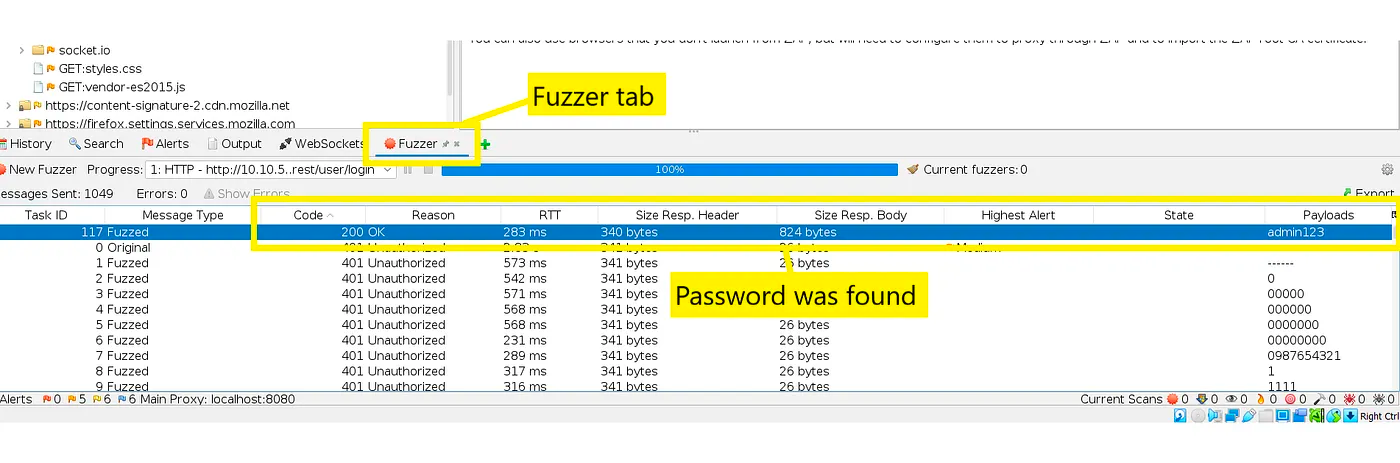 You can also use browsers that you don't launch from ZAP, but will need to configure them to proxy through ZAP and to import the ZAP root CA certificate.
socket.io
GET:styles.css
GET:vendor-es2015.js
https://content-signature-2.cdn.mozilla.net
https://firefox.settings.services.mozilla.com
Fuzzer tab
History Search Alerts Output WebSockets Fuzzer
New Fuzzer Progress: 1: HTTP - http://10.10.5..rest/user/login 100% Current fuzzers: 0
essages Sent: 1049 Errors: 0 Show Errors Export
Task ID Message Type Code Reason RTT Size Resp. Header Size Resp. Body Highest Alert State Payloads
117 Fuzzed 200 OK 283 ms 340 bytes 824 bytes admin123
0 Original 401 Unauthorized 341 bytes 26 bytes Medium
1 Fuzzed 401 Unauthorized 573 ms 341 bytes 26 bytes ------
2 Fuzzed 401 Unauthorized 542 ms 341 bytes 0
3 Fuzzed 401 Unauthorized 571 ms 341 bytes 00000
4 Fuzzed 401 Unauthorized 568 ms 341 bytes 000000
5 Fuzzed 401 Unauthorized 568 ms 341 bytes 26 bytes 0000000
6 Fuzzed 401 Unauthorized 231 ms 341 bytes 26 bytes 00000000
7 Fuzzed 401 Unauthorized 289 ms 341 bytes 26 bytes 0987654321
8 Fuzzed 401 Unauthorized 317 ms 341 bytes 26 bytes 1
9 Fuzzed 401 Unauthorized 316 ms 341 bytes 26 bytes 1111
Password was found
Alerts 0 5 6 6 Main Proxy: localhost:8080 Current Scans 0 0 0 0 0 0 0 0
Right Ctrl